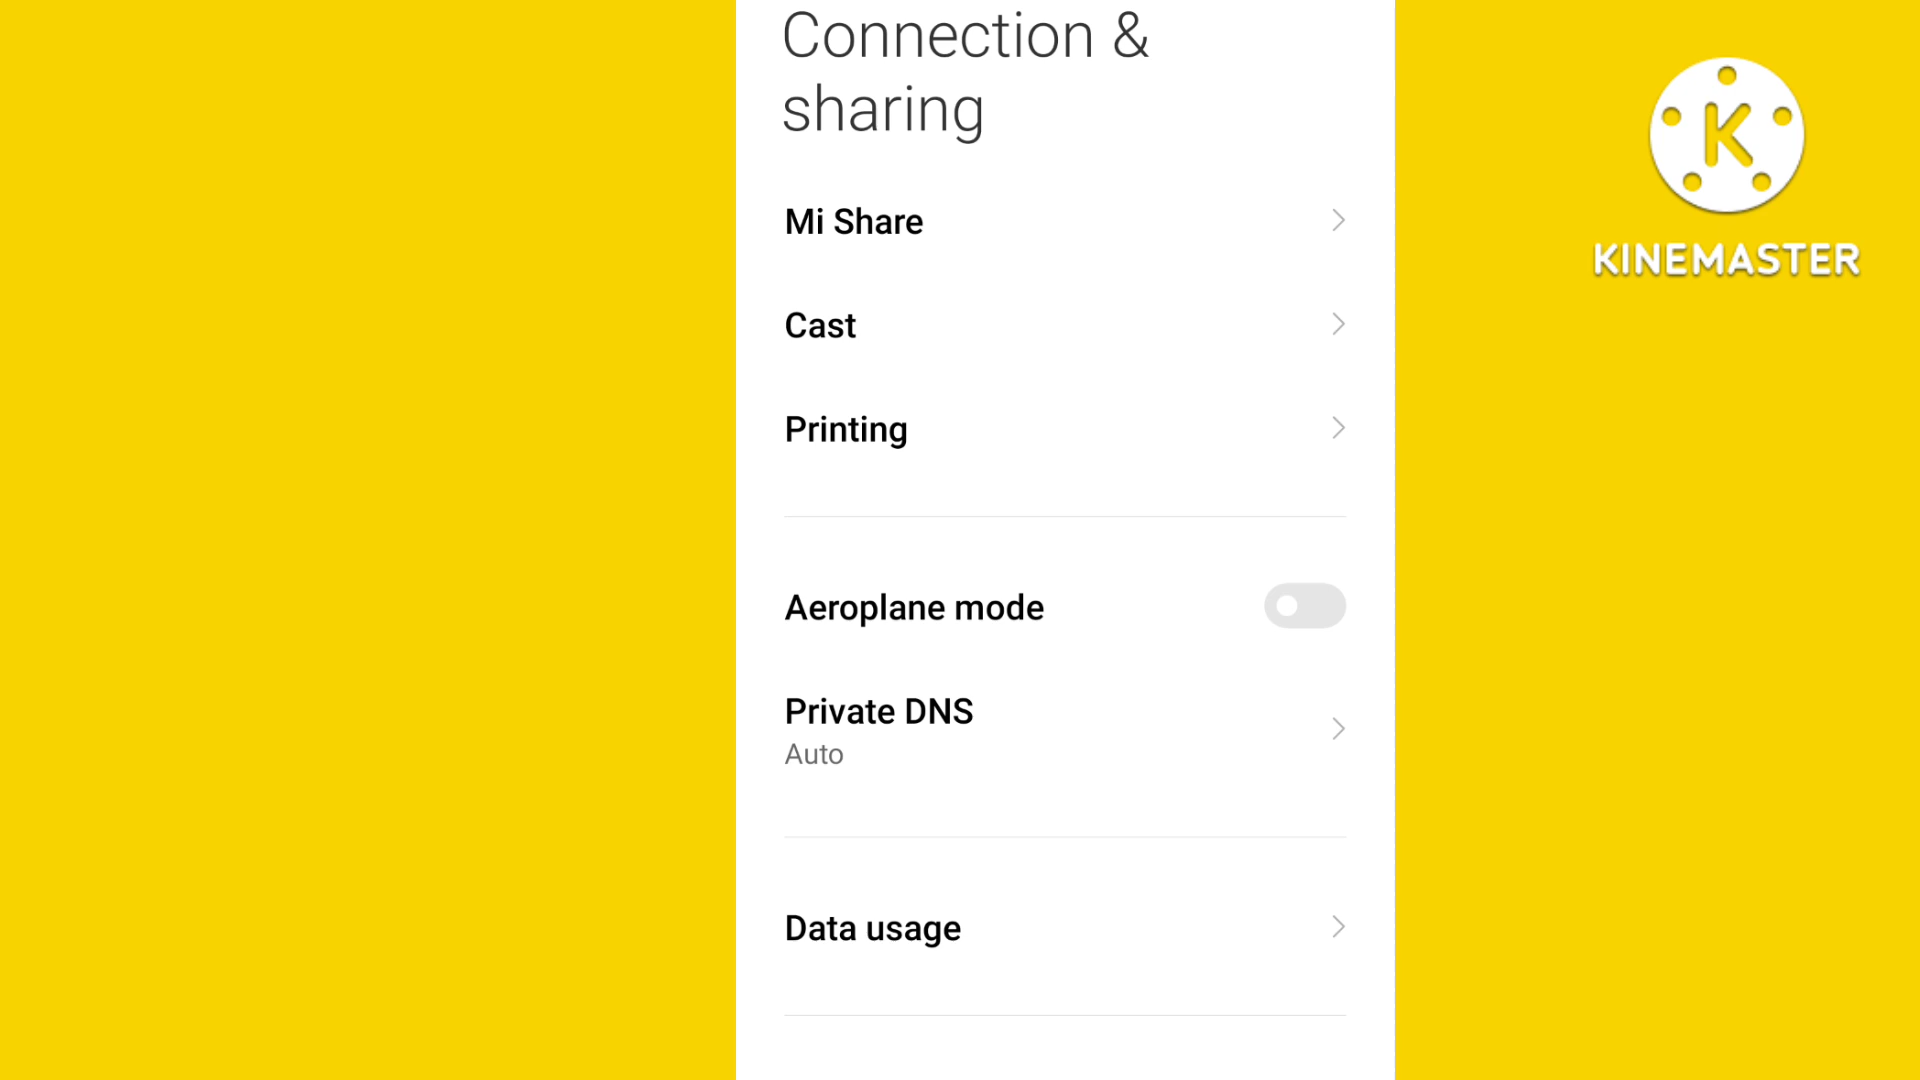 Connection &
sharing
Mi Share
Cast
Printing
Aeroplane mode
Private DNS
Auto
Data usage
K
KINEMASTER